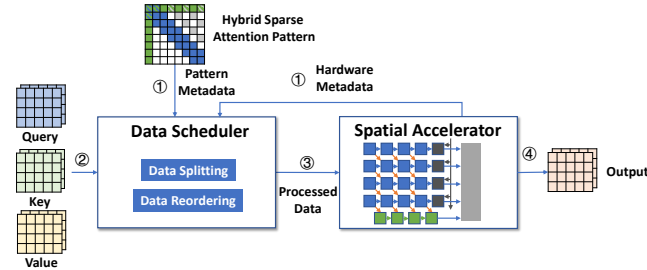 Hybrid Sparse
Attention Pattern
①
Pattern
Metadata
①
Hardware
Metadata
Query
Key
Value
②
Data Scheduler
Data Splitting
Data Reordering
③
Processed
Data
Spatial Accelerator
④
Output